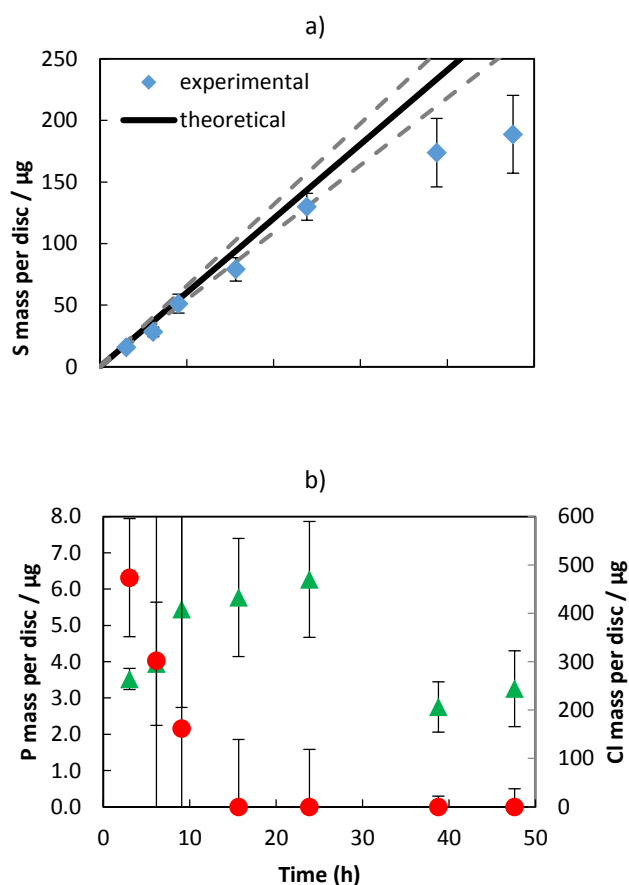 a)
250
200
150
100
50
0
S mass per disc / µg
experimental
theoretical
b)
8.0
7.0
6.0
5.0
4.0
3.0
2.0
1.0
0.0
P mass per disc / µg
600
500
400
300
200
100
0
Cl mass per disc / µg
0 10 20 30 40 50
Time (h)